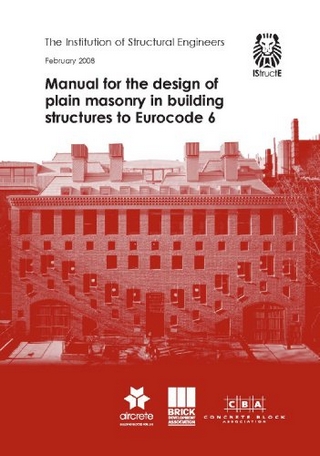 The Institution of Structural Engineers
February 2008
IStructE
Manual for the design of
plain masonry in building
structures to Eurocode 6
aircrete
BRICK
DEVELOPMENT
ASSOCIATION
CBA
CONCRETE BLOCK
ASSOCIATION